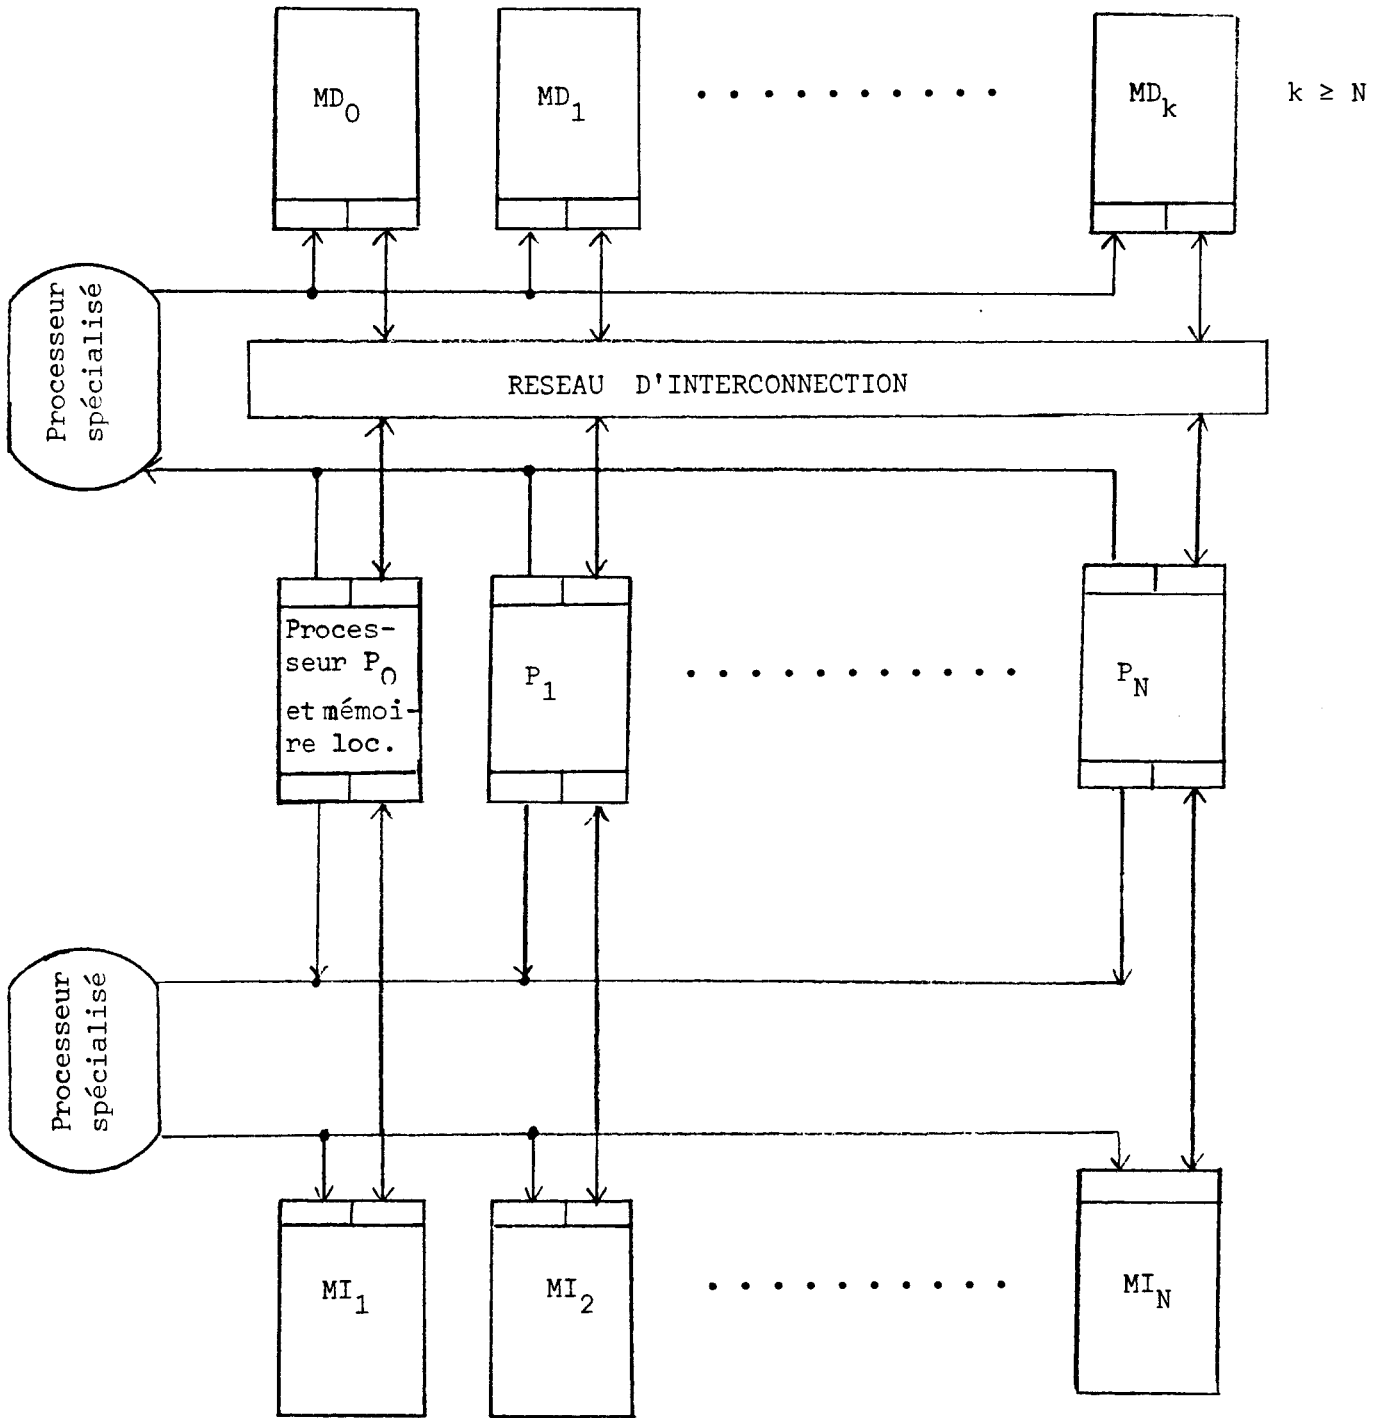 MD0
MD1
MDk
k ≥ N
Processeur
spécialisé
RESEAU D'INTERCONNECTION
Proces-
seur P0
et mémoi-
re loc.
P1
PN
Processeur
spécialisé
MI1
MI2
MIN